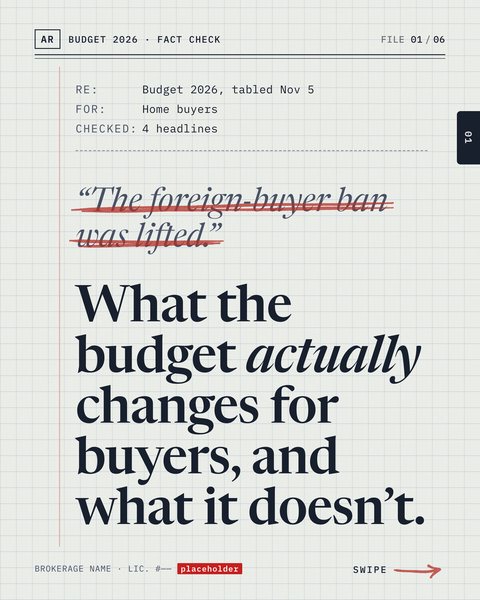 AR BUDGET 2026 · FACT CHECK FILE 01 / 06
RE: Budget 2026, tabled Nov 5
FOR: Home buyers
CHECKED: 4 headlines
01
“The foreign-buyer ban
was lifted.”
What the
budget actually
changes for
buyers, and
what it doesn’t.
BROKERAGE NAME · LIC. #—— placeholder SWIPE